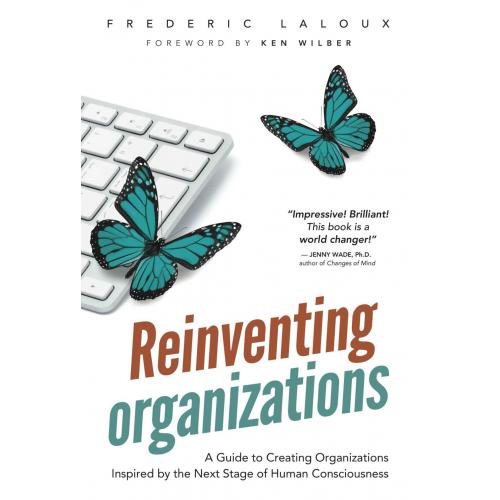 FREDERIC LALOUX
FOREWORD BY KEN WILBER
“Impressive! Brilliant!
This book is a
world changer!”
— JENNY WADE, Ph.D.
author of Changes of Mind
Reinventing
organizations
A Guide to Creating Organizations
Inspired by the Next Stage of Human Consciousness